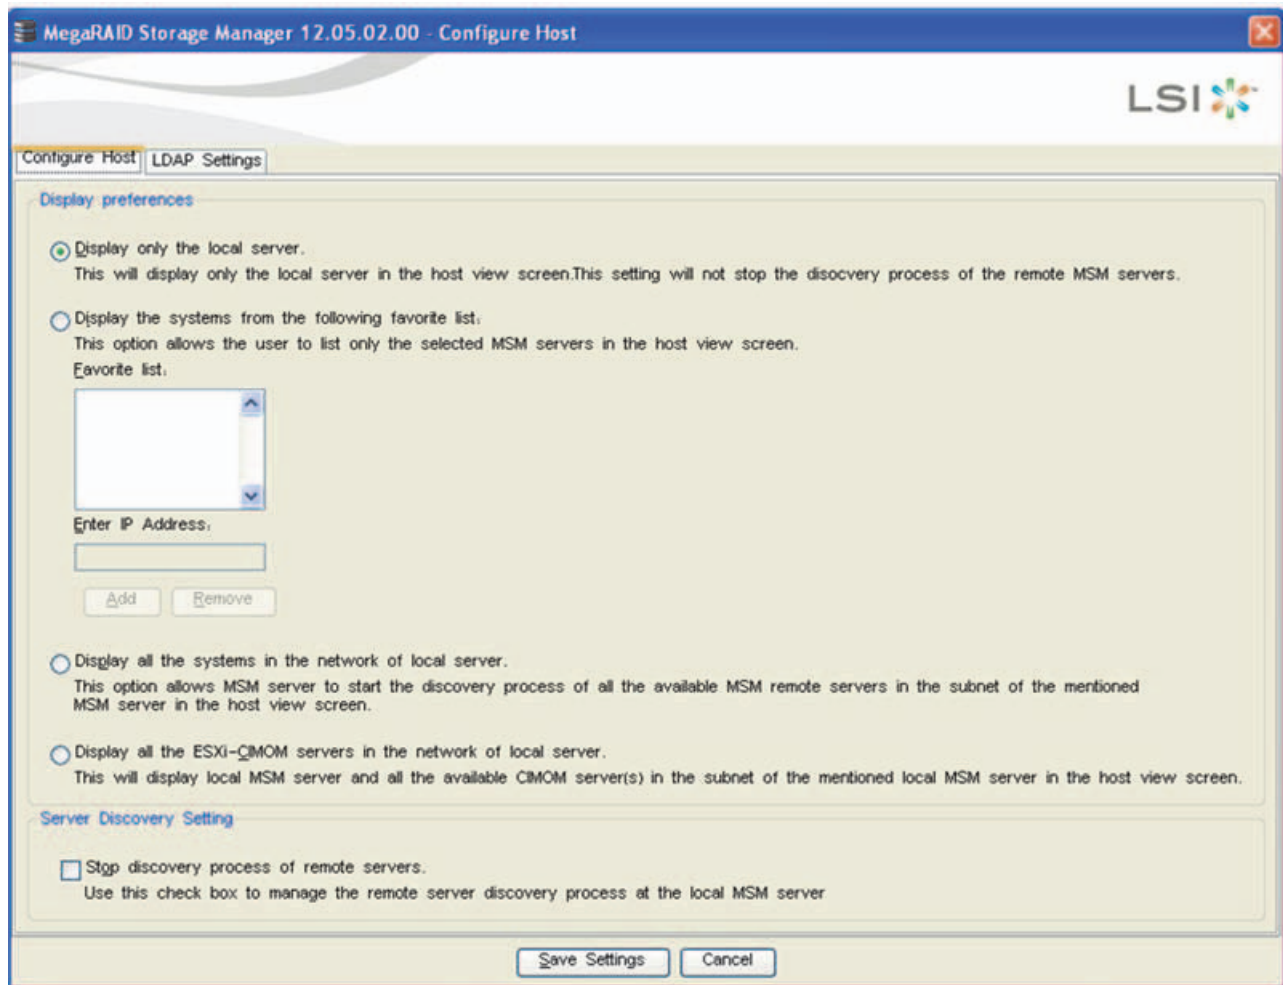 MegaRAID Storage Manager 12.05.02.00 - Configure Host
LSI
Configure Host
LDAP Settings
Display preferences
Display only the local server.
This will display only the local server in the host view screen.This setting will not stop the disocvery process of the remote MSM servers.
Display the systems from the following favorite list:
This option allows the user to list only the selected MSM servers in the host view screen.
Favorite list:
Enter IP Address:
Add
Remove
Display all the systems in the network of local server.
This option allows MSM server to start the discovery process of all the available MSM remote servers in the subnet of the mentioned
MSM server in the host view screen.
Display all the ESXi-CIMOM servers in the network of local server.
This will display local MSM server and all the available CIMOM server(s) in the subnet of the mentioned local MSM server in the host view screen.
Server Discovery Setting
Stop discovery process of remote servers.
Use this check box to manage the remote server discovery process at the local MSM server
Save Settings
Cancel